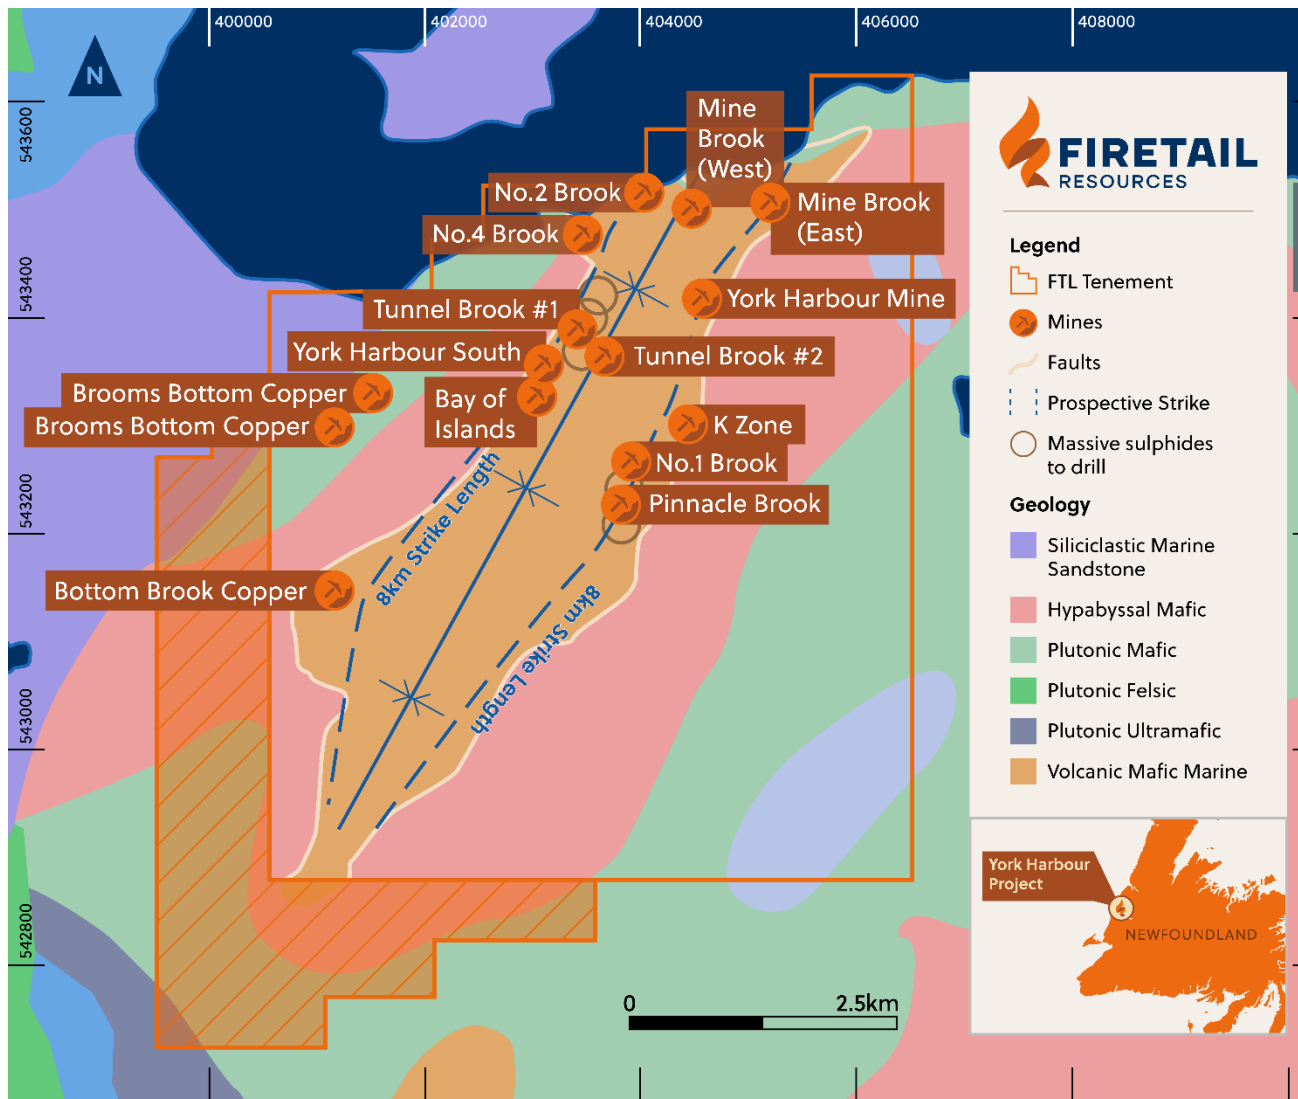 400000
402000
404000
406000
408000
N
543600
543400
543200
543000
542800
Mine
Brook
(West)
No.2 Brook
Mine Brook
(East)
No.4 Brook
York Harbour Mine
Tunnel Brook #1
York Harbour South
Tunnel Brook #2
Brooms Bottom Copper
Bay of
Islands
Brooms Bottom Copper
K Zone
No.1 Brook
Pinnacle Brook
8km Strike Length
Bottom Brook Copper
8km Strike Length
0
2.5km
FIRETAIL
RESOURCES
Legend
FTL Tenement
Mines
Faults
Prospective Strike
Massive sulphides
to drill
Geology
Siliciclastic Marine
Sandstone
Hypabyssal Mafic
Plutonic Mafic
Plutonic Felsic
Plutonic Ultramafic
Volcanic Mafic Marine
York Harbour
Project
NEWFOUNDLAND